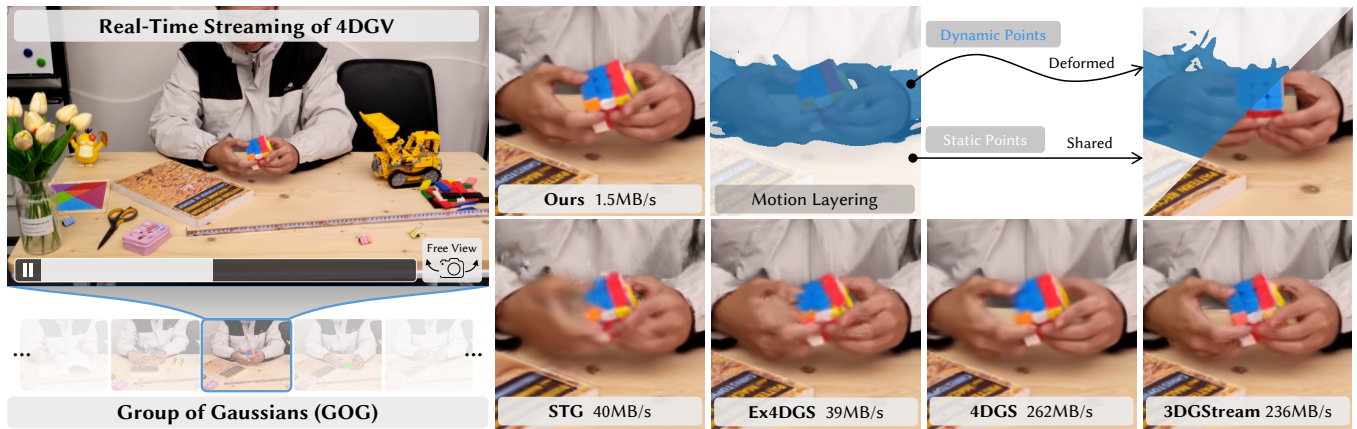 Real-Time Streaming of 4DGV
Free View
...
...
Group of Gaussians (GOG)
Ours 1.5MB/s
Motion Layering
Dynamic Points
Deformed
Static Points
Shared
STG 40MB/s
Ex4DGS 39MB/s
4DGS 262MB/s
3DGStream 236MB/s